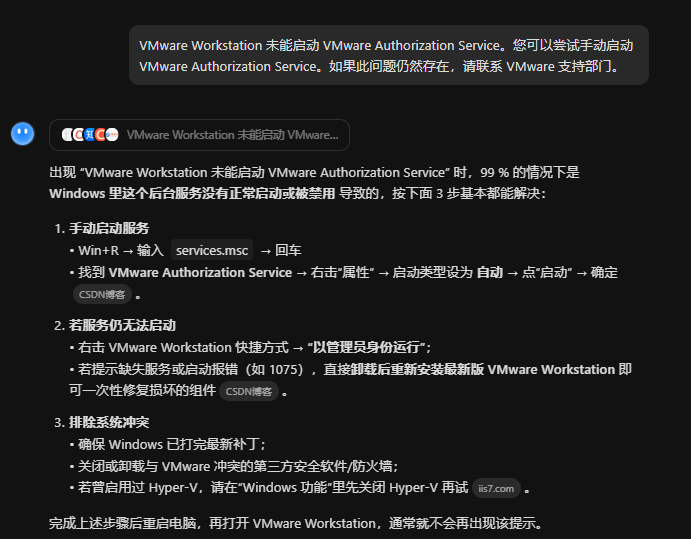 VMware Workstation 未能启动 VMware Authorization Service。您可以尝试手动启动
VMware Authorization Service。如果此问题仍然存在，请联系 VMware 支持部门。
知 VMware Workstation 未能启动 VMware...
出现 “VMware Workstation 未能启动 VMware Authorization Service” 时，99 % 的情况下是
Windows 里这个后台服务没有正常启动或被禁用 导致的，按下面 3 步基本都能解决：
1. 手动启动服务
• Win+R → 输入 services.msc → 回车
• 找到 VMware Authorization Service → 右击“属性” → 启动类型设为 自动 → 点“启动” → 确定
CSDN博客 。
2. 若服务仍无法启动
• 右击 VMware Workstation 快捷方式 → “以管理员身份运行”；
• 若提示缺失服务或启动报错（如 1075），直接卸载后重新安装最新版 VMware Workstation 即
可一次性修复损坏的组件 CSDN博客 。
3. 排除系统冲突
• 确保 Windows 已打完最新补丁；
• 关闭或卸载与 VMware 冲突的第三方安全软件/防火墙；
• 若曾启用过 Hyper-V，请在“Windows 功能”里先关闭 Hyper-V 再试 iis7.com 。
完成上述步骤后重启电脑，再打开 VMware Workstation，通常就不会再出现该提示。